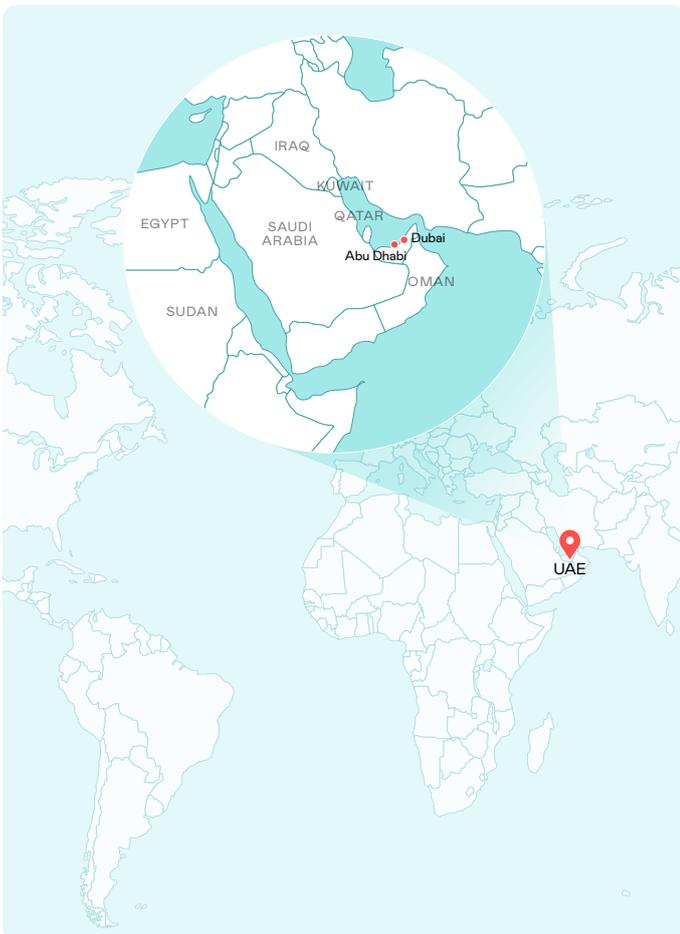 IRAQ
KUWAIT
QATAR
EGYPT
SAUDI
ARABIA
Dubai
Abu Dhabi
OMAN
SUDAN
UAE